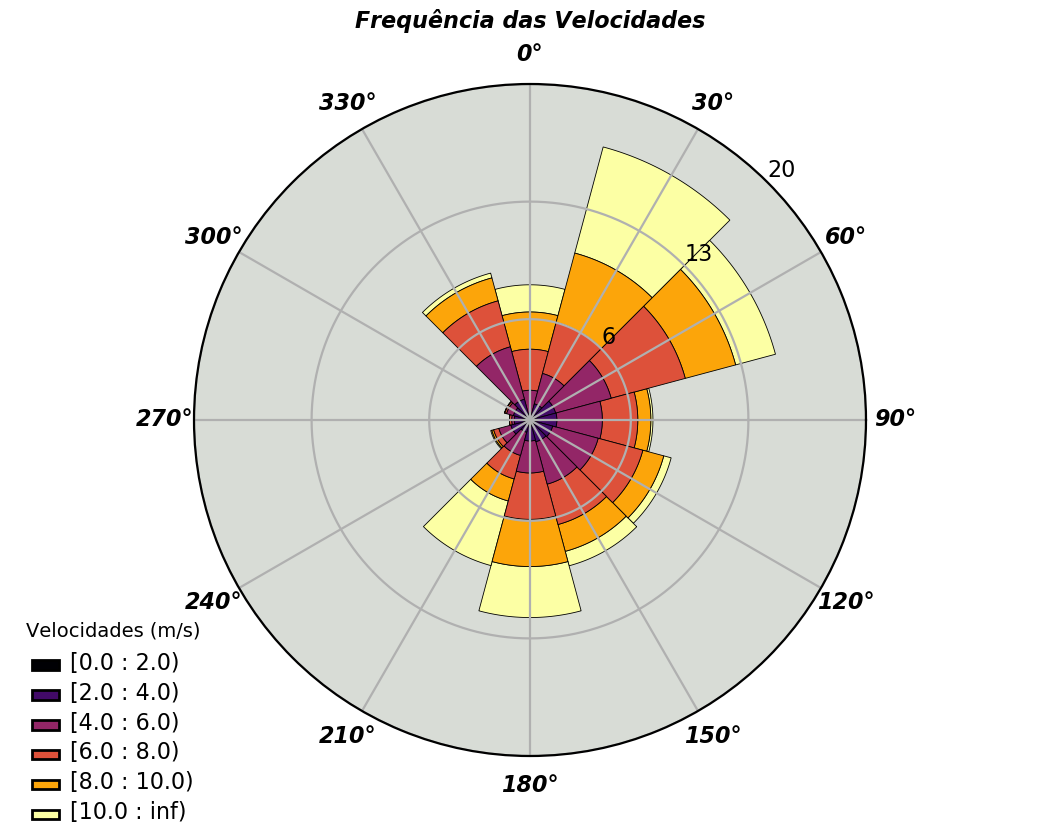 Frequência das Velocidades
0°
330°
30°
20
300°
60°
13
6
270°
90°
240°
120°
210°
150°
180°
Velocidades (m/s)
[0.0 : 2.0)
[2.0 : 4.0)
[4.0 : 6.0)
[6.0 : 8.0)
[8.0 : 10.0)
[10.0 : inf)